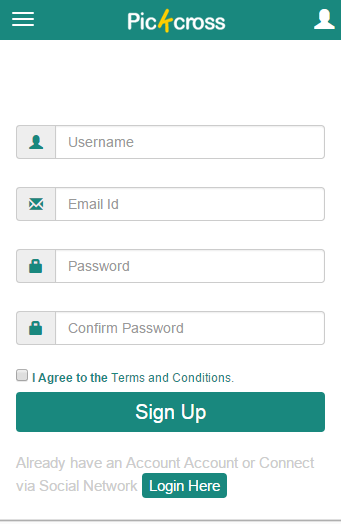 Pickcross
Username
Email Id
Password
Confirm Password
I Agree to the Terms and Conditions.
Sign Up
Already have an Account Account or Connect
via Social Network Login Here